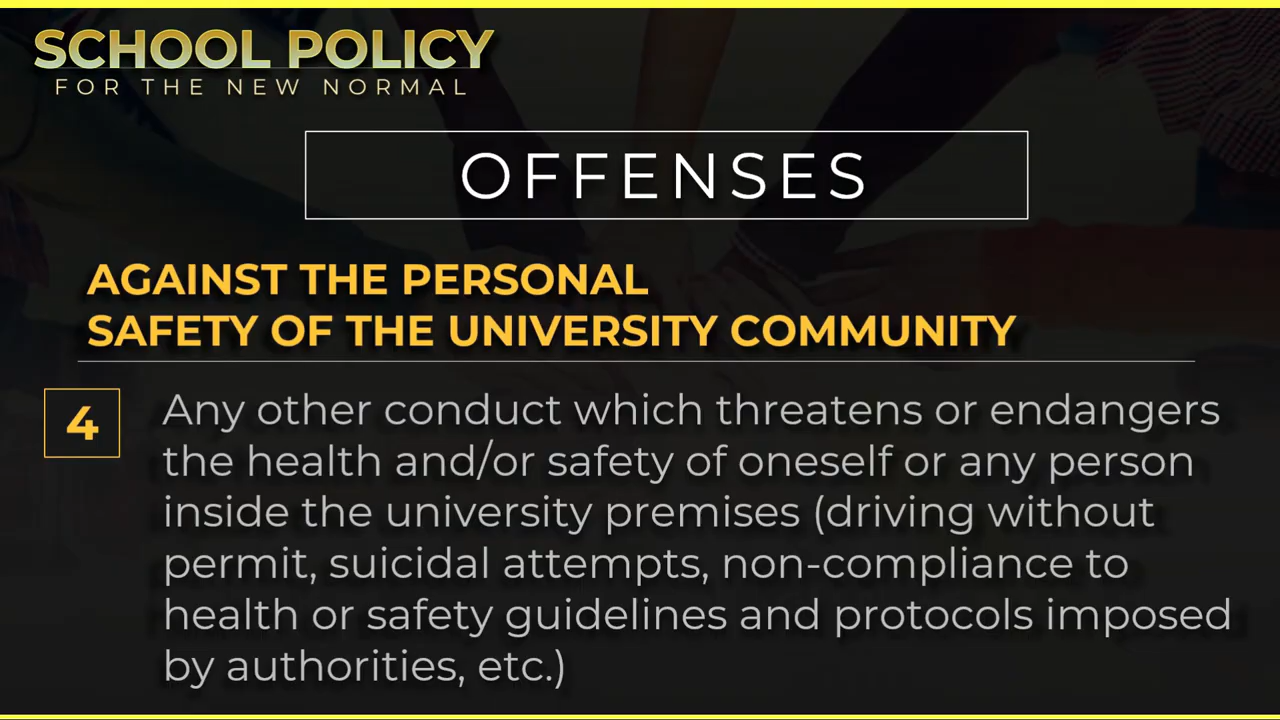 SCHOOL POLICY
FOR THE NEW NORMAL
OFFENSES
AGAINST THE PERSONAL
SAFETY OF THE UNIVERSITY COMMUNITY
4
Any other conduct which threatens or endangers
the health and/or safety of oneself or any person
inside the university premises (driving without
permit, suicidal attempts, non-compliance to
health or safety guidelines and protocols imposed
by authorities, etc.)